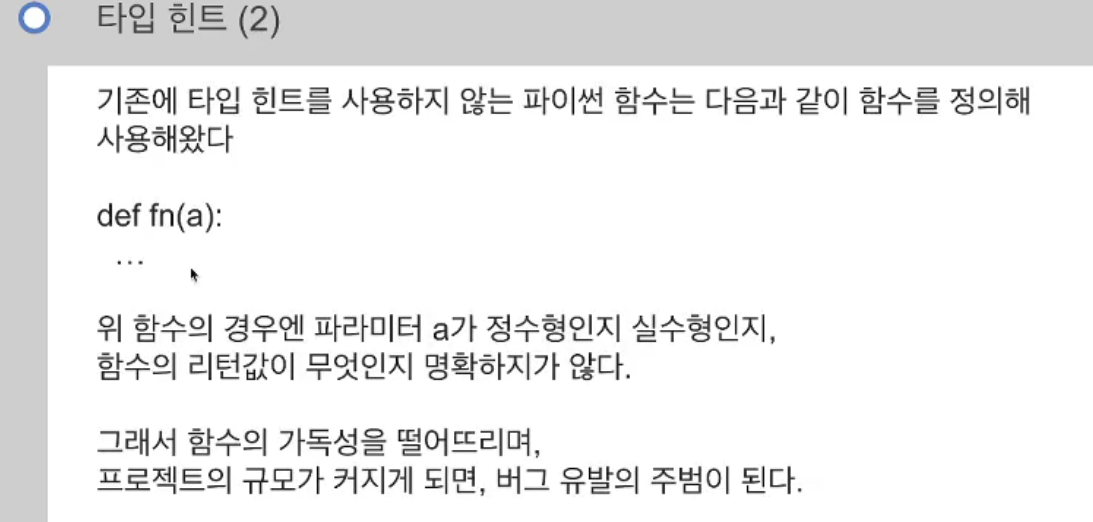 타입 힌트 (2)
기존에 타입 힌트를 사용하지 않는 파이썬 함수는 다음과 같이 함수를 정의해
사용해왔다
def fn(a):
…
위 함수의 경우엔 파라미터 a가 정수형인지 실수형인지,
함수의 리턴값이 무엇인지 명확하지가 않다.
그래서 함수의 가독성을 떨어뜨리며,
프로젝트의 규모가 커지게 되면, 버그 유발의 주범이 된다.